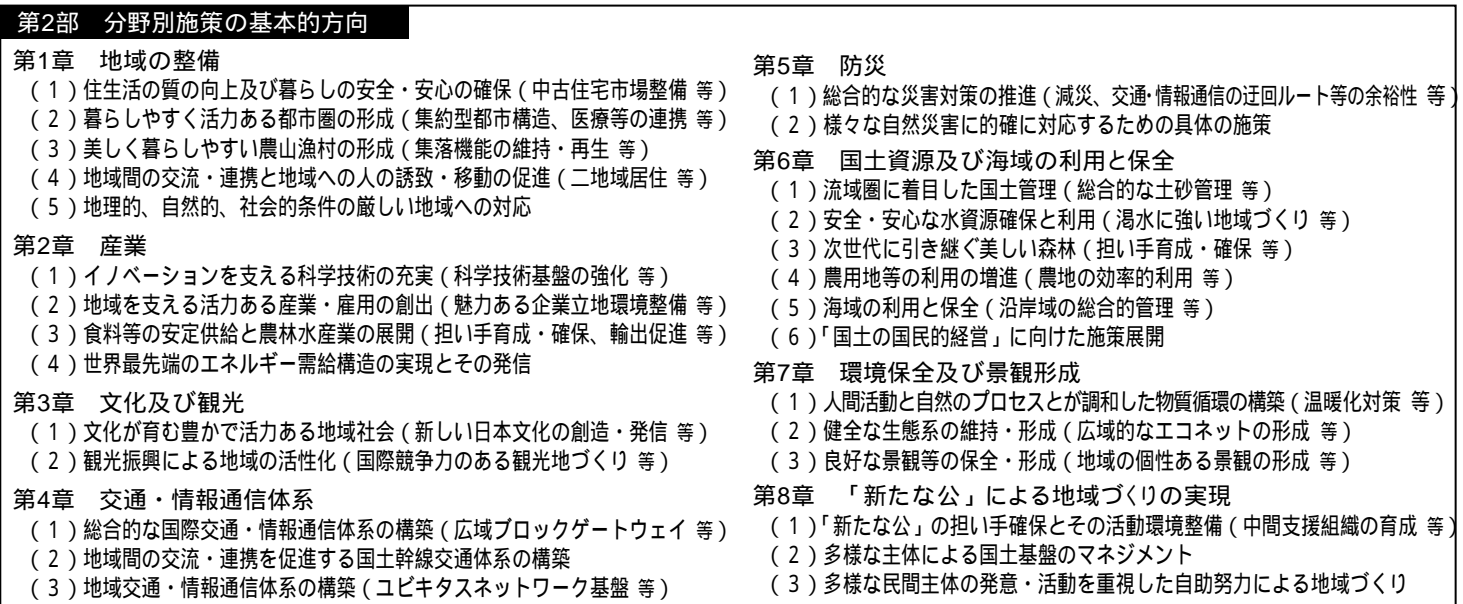 第2部　分野別施策の基本的方向
第1章　地域の整備
（1）住生活の質の向上及び暮らしの安全・安心の確保（中古住宅市場整備 等）
（2）暮らしやすく活力ある都市圏の形成（集約型都市構造、医療等の連携 等）
（3）美しく暮らしやすい農山漁村の形成（集落機能の維持・再生 等）
（4）地域間の交流・連携と地域への人の誘致・移動の促進（二地域居住 等）
（5）地理的、自然的、社会的条件の厳しい地域への対応
第2章　産業
（1）イノベーションを支える科学技術の充実（科学技術基盤の強化 等）
（2）地域を支える活力ある産業・雇用の創出（魅力ある企業立地環境整備 等）
（3）食料等の安定供給と農林水産業の展開（担い手育成・確保、輸出促進 等）
（4）世界最先端のエネルギー需給構造の実現とその発信
第3章　文化及び観光
（1）文化が育む豊かで活力ある地域社会（新しい日本文化の創造・発信 等）
（2）観光振興による地域の活性化（国際競争力のある観光地づくり 等）
第4章　交通・情報通信体系
（1）総合的な国際交通・情報通信体系の構築（広域ブロックゲートウェイ 等）
（2）地域間の交流・連携を促進する国土幹線交通体系の構築
（3）地域交通・情報通信体系の構築（ユビキタスネットワーク基盤 等）
第5章　防災
（1）総合的な災害対策の推進（減災、交通・情報通信の迂回ルート等の余裕性 等）
（2）様々な自然災害に的確に対応するための具体の施策
第6章　国土資源及び海域の利用と保全
（1）流域圏に着目した国土管理（総合的な土砂管理 等）
（2）安全・安心な水資源確保と利用（渇水に強い地域づくり 等）
（3）次世代に引き継ぐ美しい森林（担い手育成・確保 等）
（4）農用地等の利用の増進（農地の効率的利用 等）
（5）海域の利用と保全（沿岸域の総合的管理 等）
（6）「国土の国民的経営」に向けた施策展開
第7章　環境保全及び景観形成
（1）人間活動と自然のプロセスとが調和した物質循環の構築（温暖化対策 等）
（2）健全な生態系の維持・形成（広域的なエコネットの形成 等）
（3）良好な景観等の保全・形成（地域の個性ある景観の形成 等）
第8章　「新たな公」による地域づくりの実現
（1）「新たな公」の担い手確保とその活動環境整備（中間支援組織の育成 等）
（2）多様な主体による国土基盤のマネジメント
（3）多様な民間主体の発意・活動を重視した自助努力による地域づくり